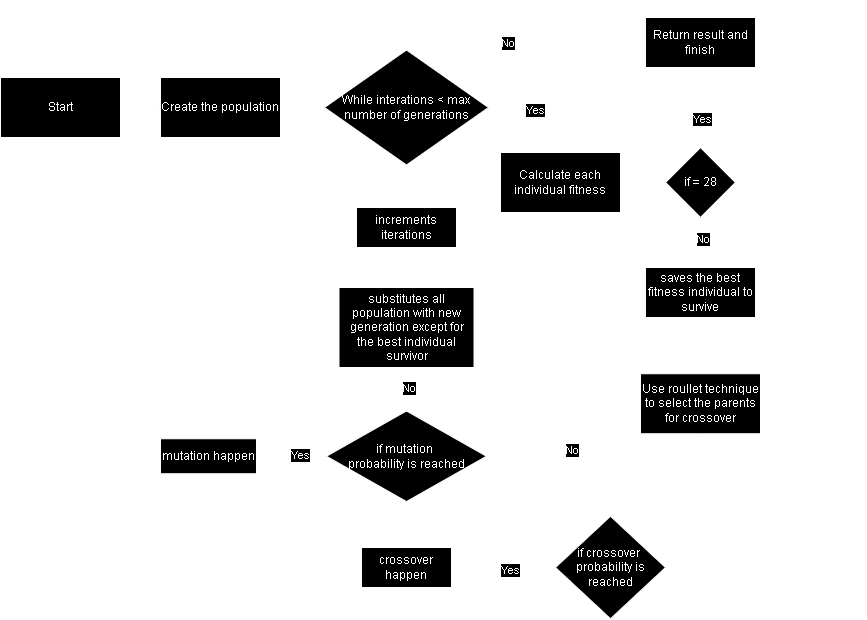 Start
Create the population
While interations < max
number of generations
No
Yes
Return result and
finish
Yes
Calculate each
individual fitness
if = 28
No
increments
iterations
saves the best
fitness individual to
survive
substitutes all
population with new
generation except for
the best individual
survivor
No
Use roullet technique
to select the parents
for crossover
mutation happen
Yes
if mutation
probability is reached
No
crossover
happen
Yes
if crossover
probability is
reached